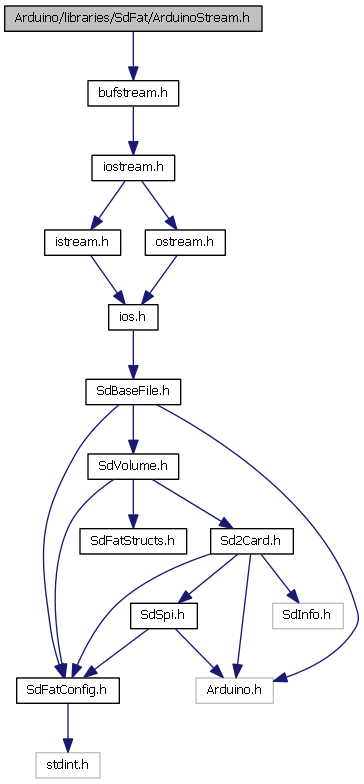 Arduino/libraries/SdFat/ArduinoStream.h
bufstream.h
iostream.h
istream.h
ostream.h
ios.h
SdBaseFile.h
SdVolume.h
SdFatStructs.h
Sd2Card.h
SdSpi.h
SdInfo.h
SdFatConfig.h
Arduino.h
stdint.h